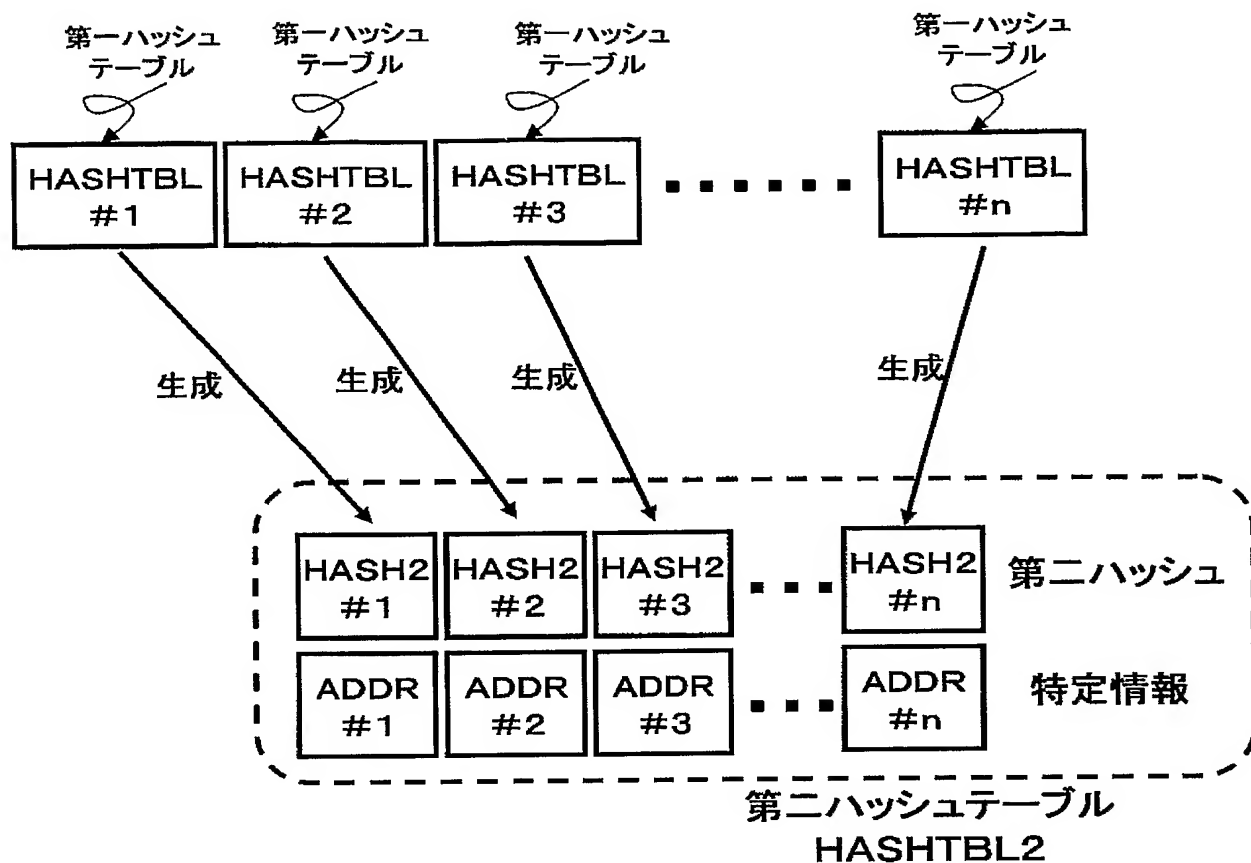 第一ハッシュ
テーブル
第一ハッシュ
テーブル
第一ハッシュ
テーブル
第一ハッシュ
テーブル
HASHTBL
#1
HASHTBL
#2
HASHTBL
#3
HASHTBL
#n
生成
生成
生成
生成
HASH2
#1
HASH2
#2
HASH2
#3
HASH2
#n
第二ハッシュ
ADDR
#1
ADDR
#2
ADDR
#3
ADDR
#n
特定情報
第二ハッシュテーブル
HASHTBL2